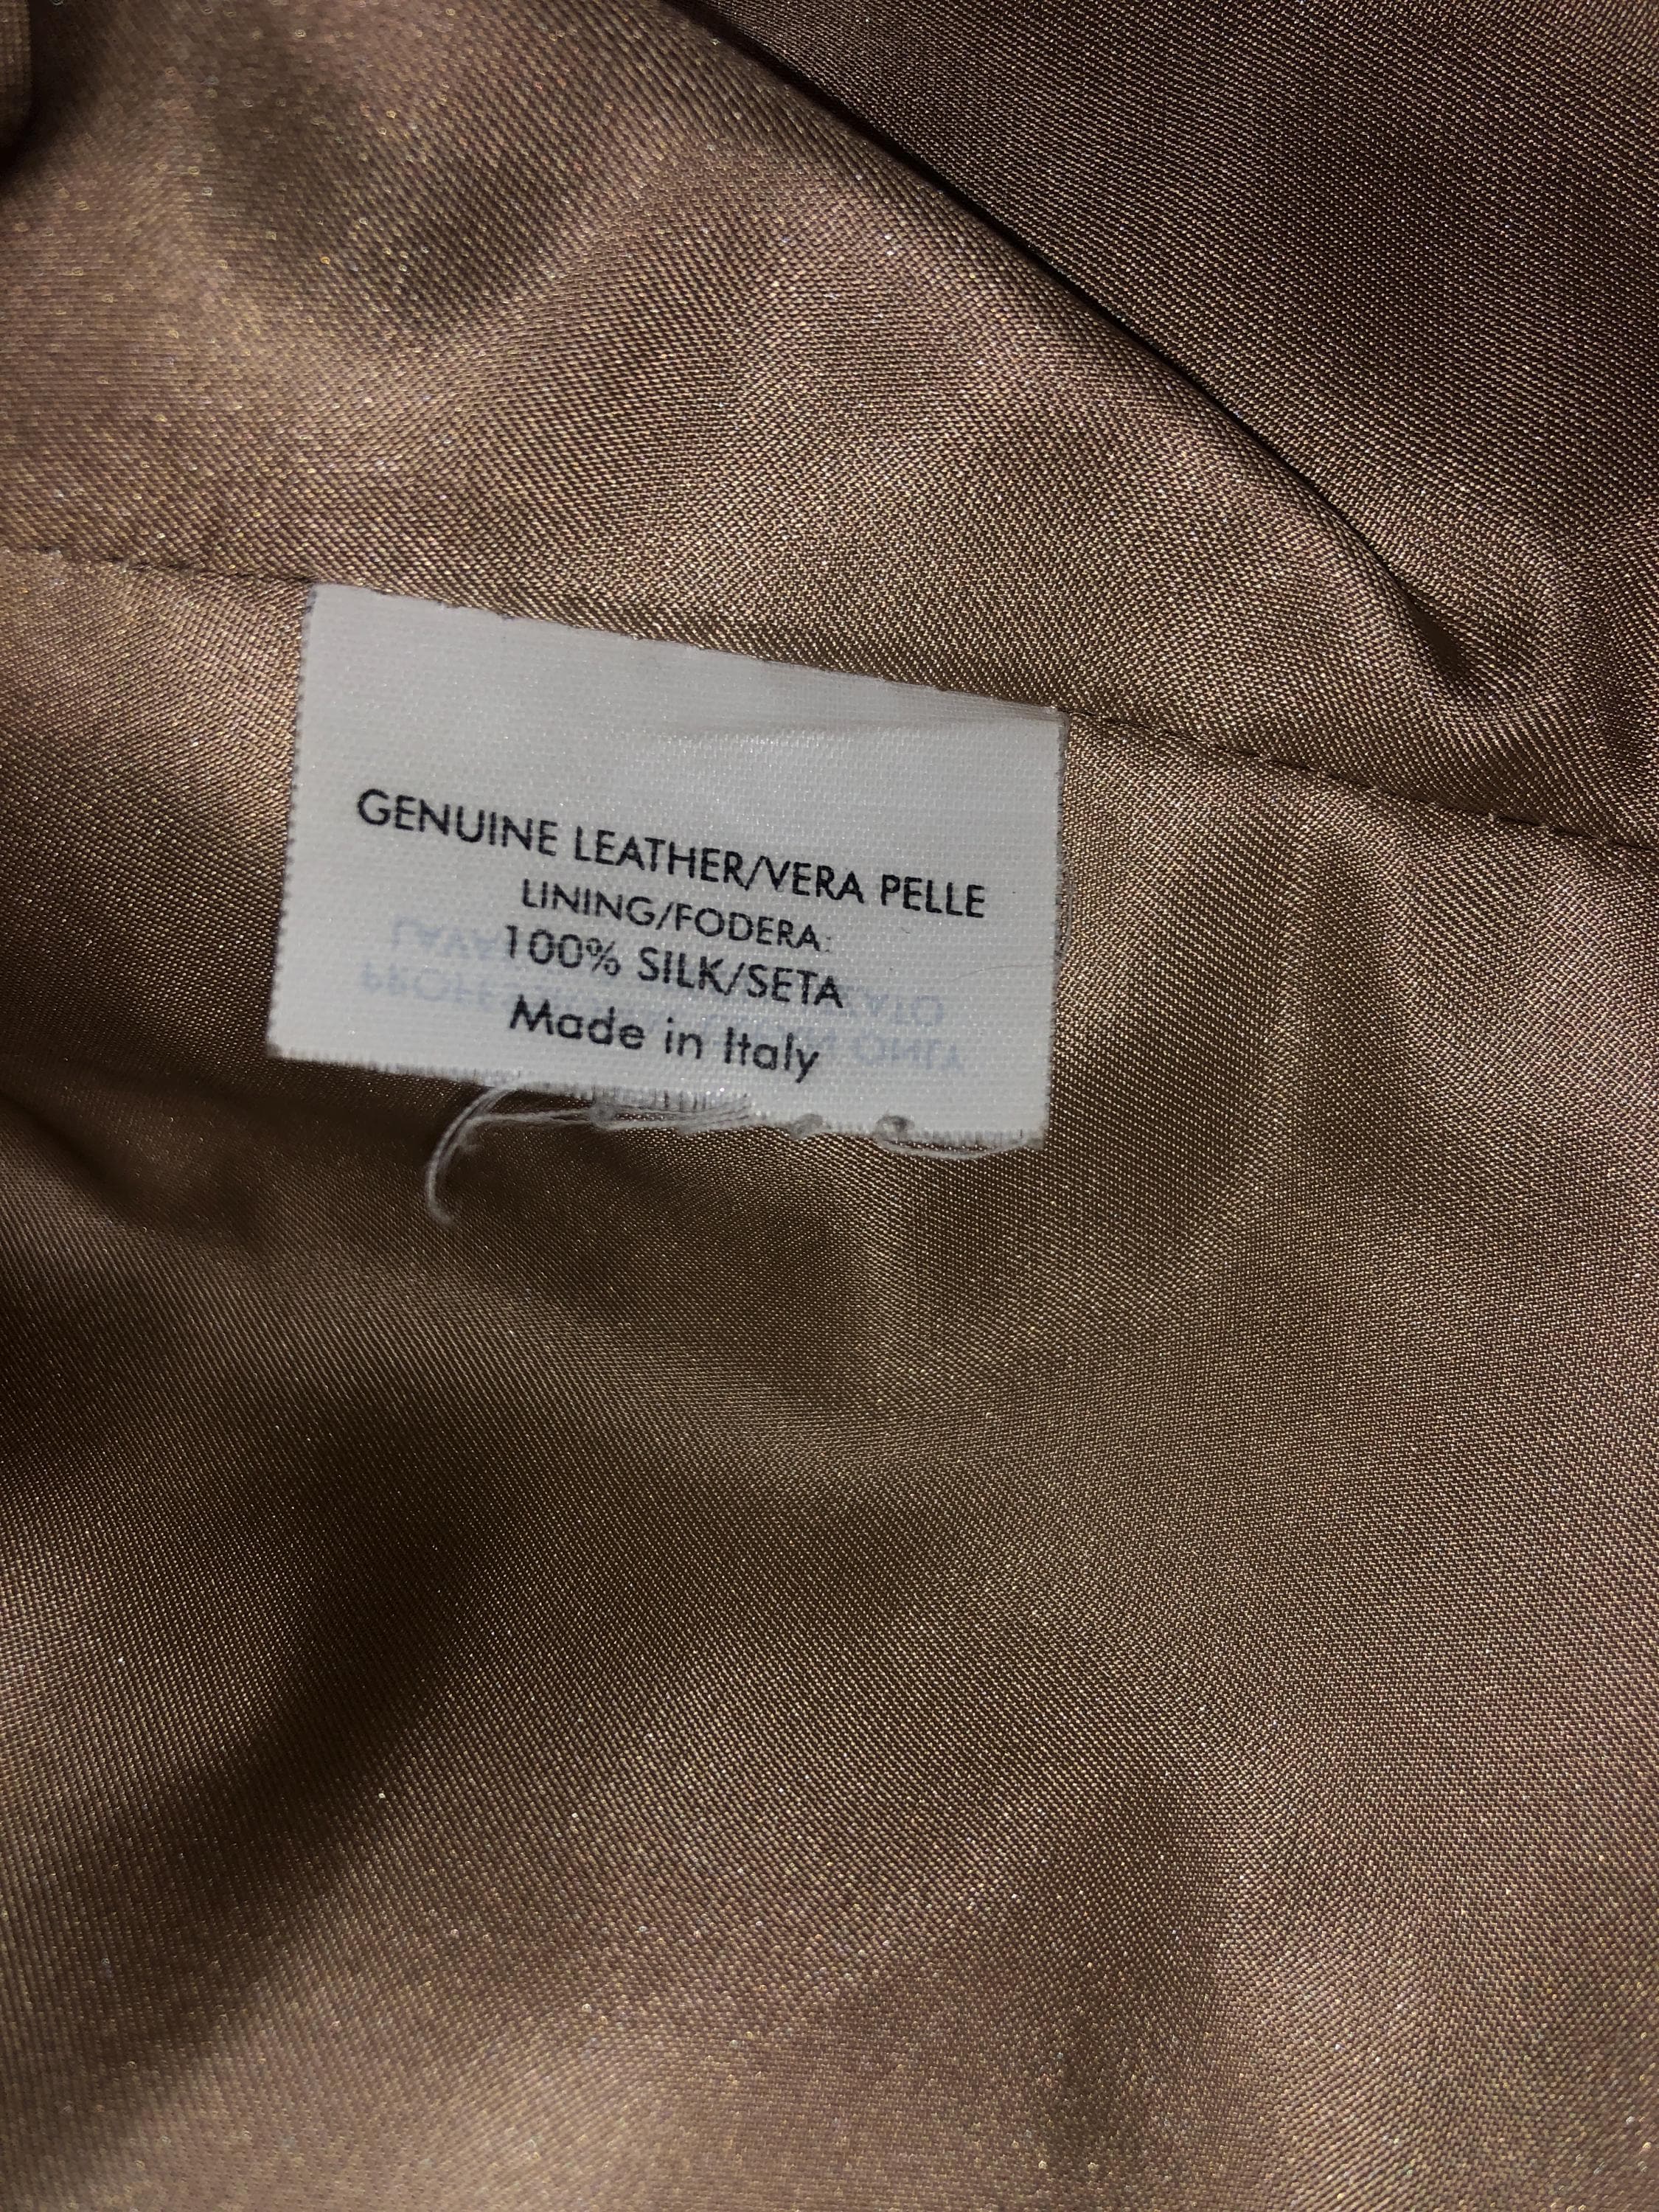 GENUINE LEATHER/VERA PELLE
LINING/FODERA:
100% SILK/SETA
Made in Italy